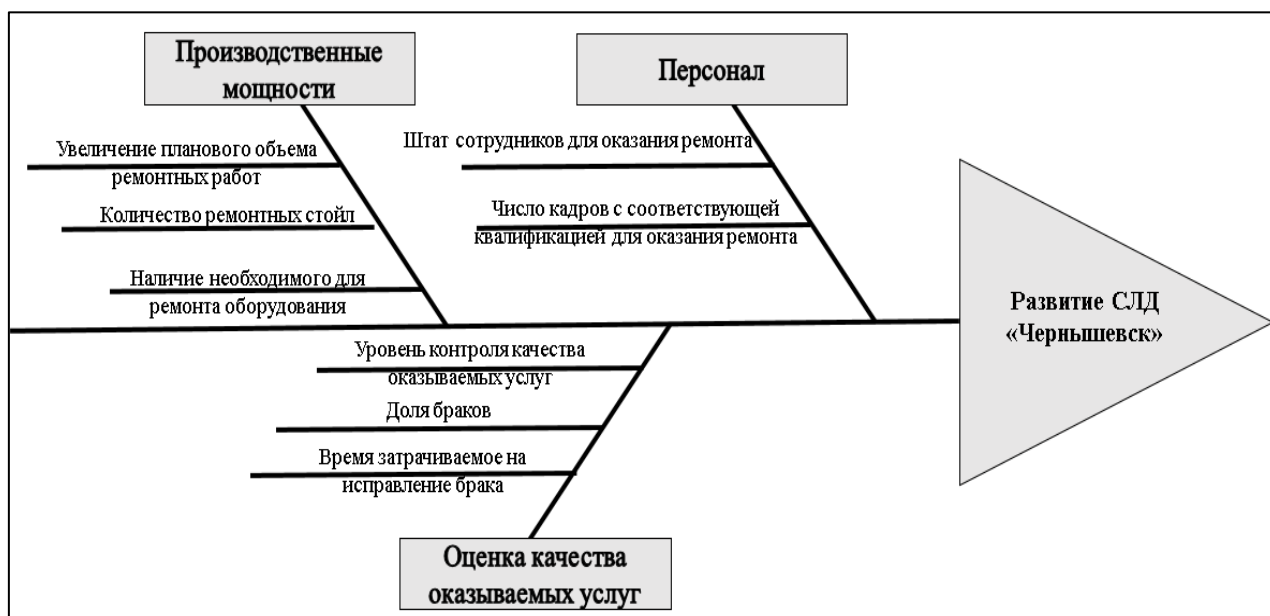 Производственные
мощности
Увеличение планового объема
ремонтных работ
Количество ремонтных стойл
Наличие необходимого для
ремонта оборудования
Персонал
Штат сотрудников для оказания ремонта
Число кадров с соответствующей
квалификацией для оказания ремонта
Развитие СЛД
«Чернышевск»
Уровень контроля качества
оказываемых услуг
Доля браков
Время затрачиваемое на
исправление брака
Оценка качества
оказываемых услуг